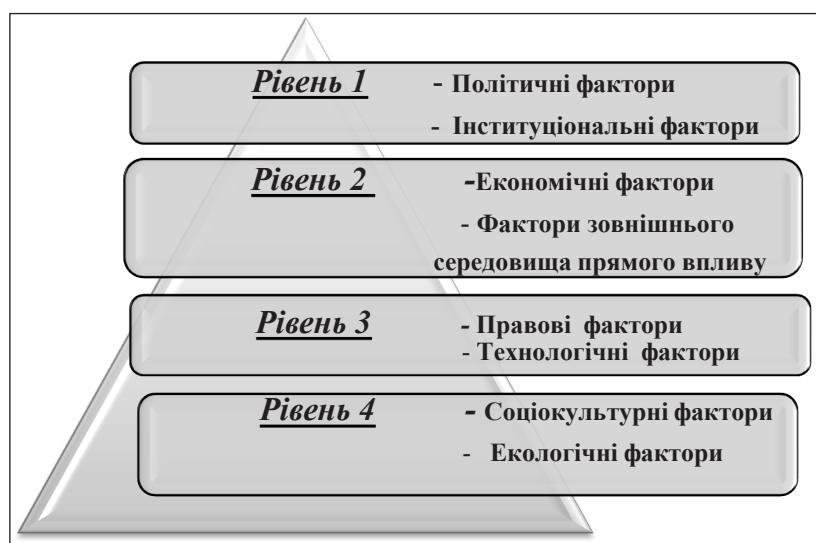 Рівень 1 - Політичні фактори
- Інституціональні фактори
Рівень 2 -Економічні фактори
- Фактори зовнішнього
середовища прямого впливу
Рівень 3 - Правові фактори
- Технологічні фактори
Рівень 4 - Соціокультурні фактори
- Екологічні фактори